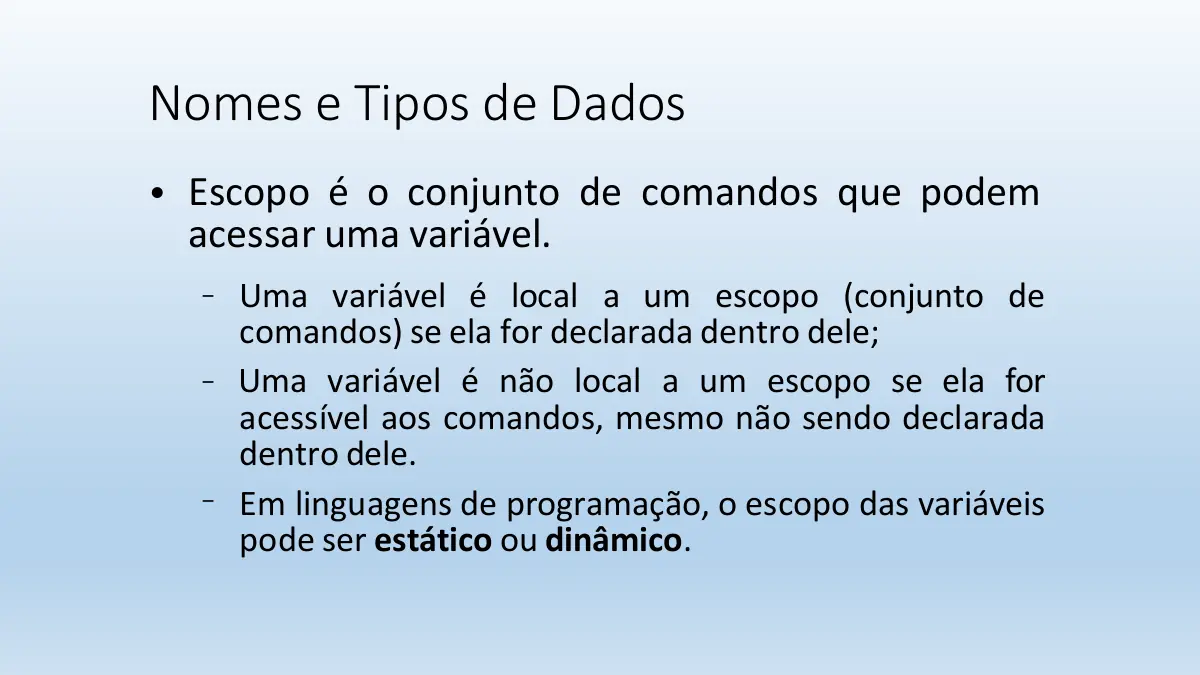 Nomes e Tipos de Dados
• Escopo é o conjunto de comandos que podem
acessar uma variável.
– Uma variável é local a um escopo (conjunto de
comandos) se ela for declarada dentro dele;
– Uma variável é não local a um escopo se ela for
acessível aos comandos, mesmo não sendo declarada
dentro dele.
– Em linguagens de programação, o escopo das variáveis
pode ser estático ou dinâmico.